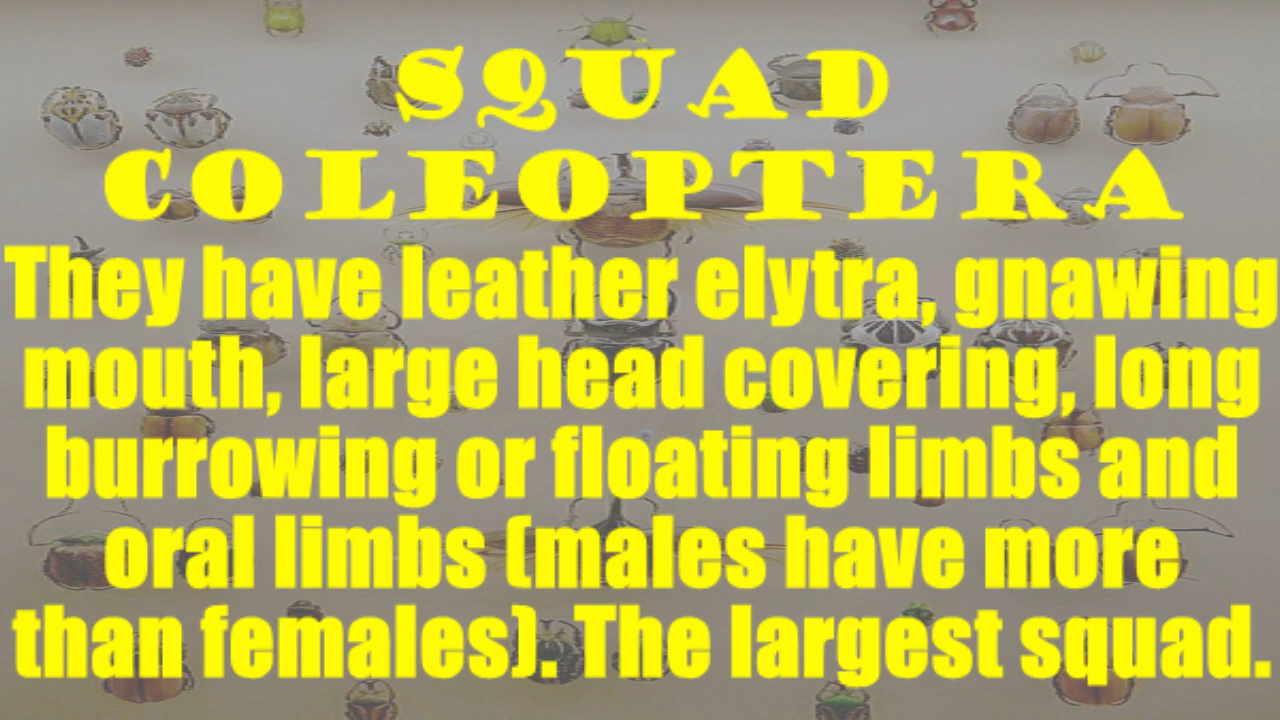 SQUAD
COLEOPTERA
They have leather elytra, gnawing
mouth, large head covering, long
burrowing or floating limbs and
oral limbs (males have more
than females). The largest squad.